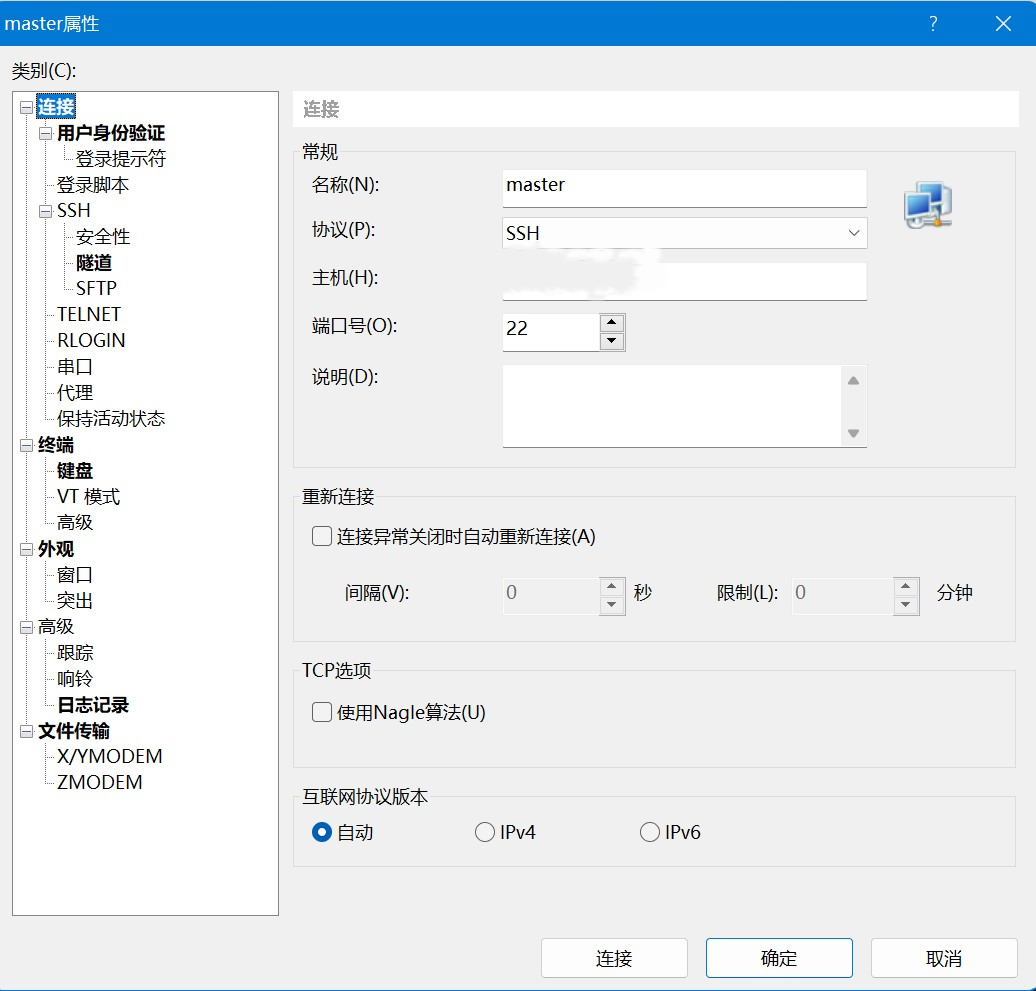 master属性
类别(C):
连接
用户身份验证
登录提示符
登录脚本
SSH
安全性
隧道
SFTP
TELNET
RLOGIN
串口
代理
保持活动状态
终端
键盘
VT 模式
高级
外观
窗口
突出
高级
跟踪
响铃
日志记录
文件传输
X/YMODEM
ZMODEM
连接
常规
名称(N): master
协议(P): SSH
主机(H):
端口号(O): 22
说明(D):
重新连接
连接异常关闭时自动重新连接(A)
间隔(V): 0 秒 限制(L): 0 分钟
TCP选项
使用Nagle算法(U)
互联网协议版本
自动 IPv4 IPv6
连接 确定 取消